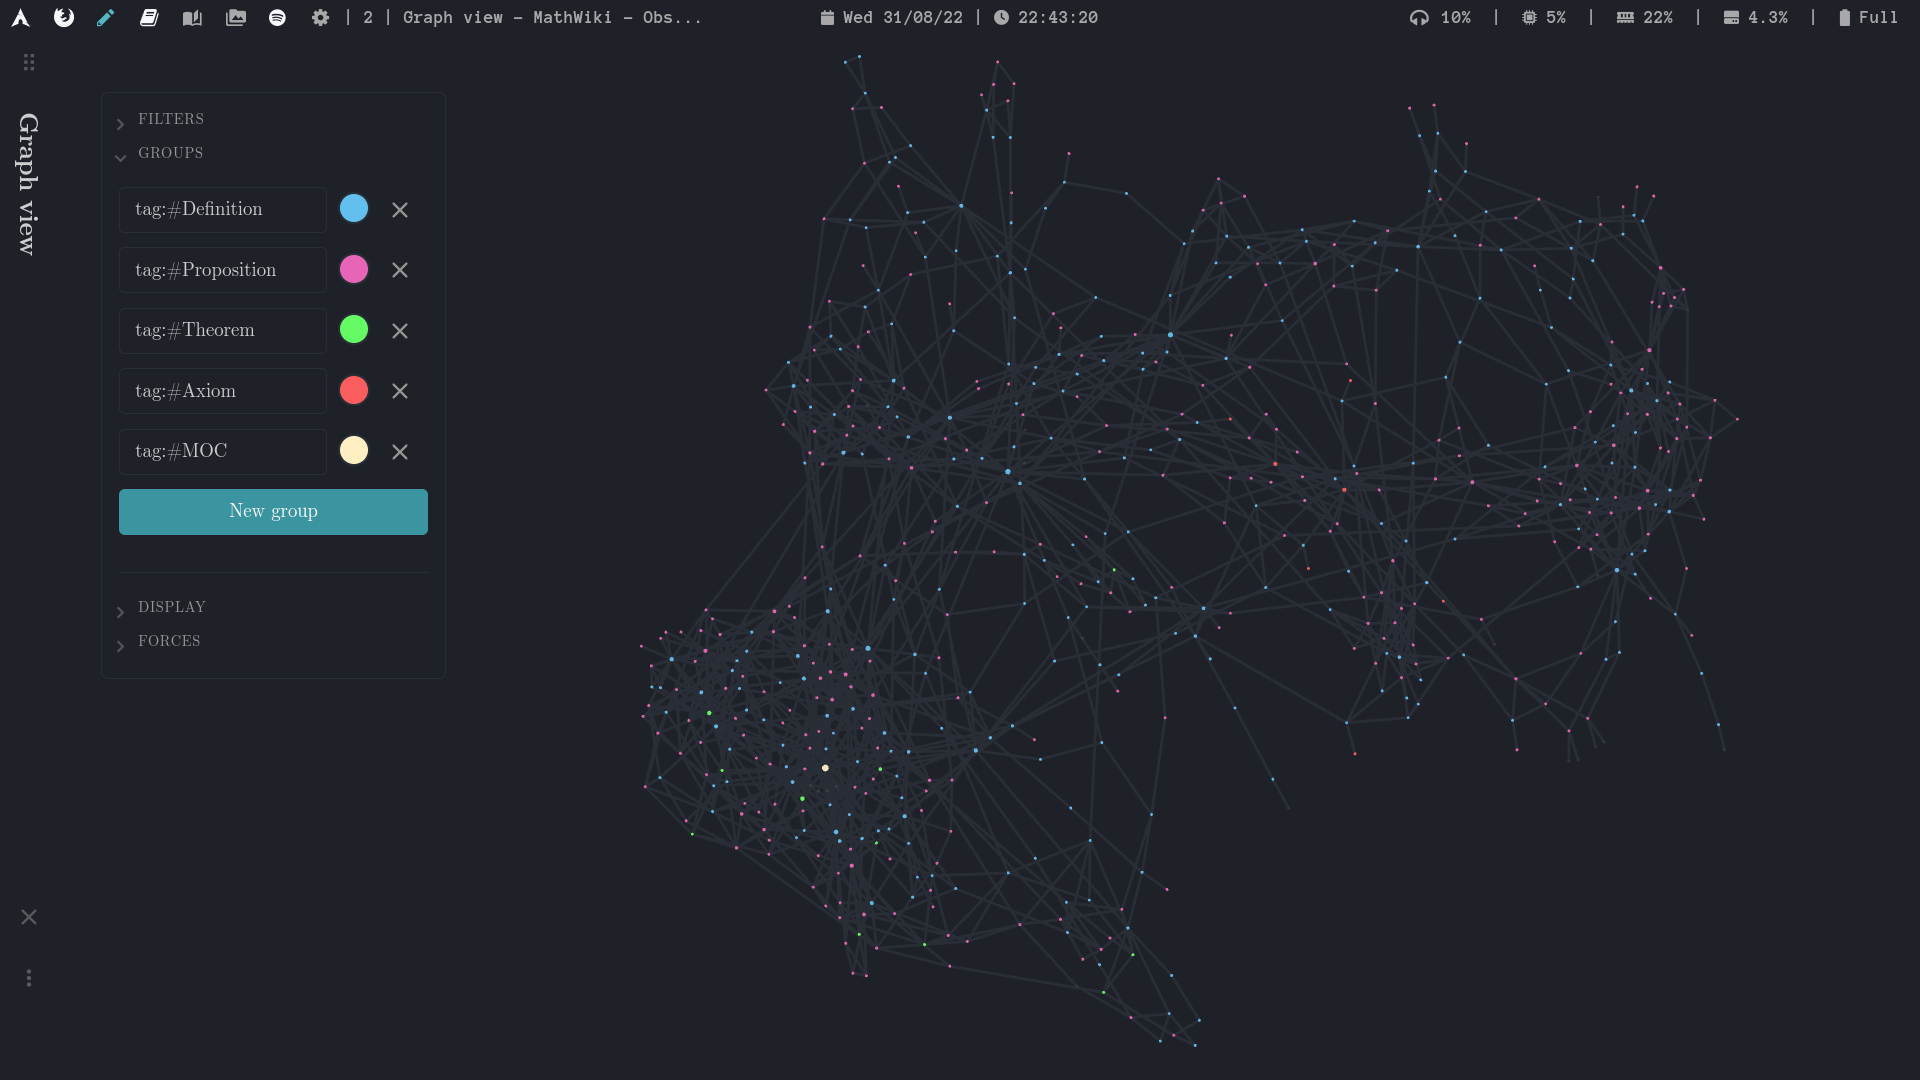 | 2 | Graph view – MathWiki – Obs... Wed 31/08/22 | 22:43:20 10% | 5% | 22% | 4.3% | Full
Graph view
FILTERS
GROUPS
tag:#Definition
tag:#Proposition
tag:#Theorem
tag:#Axiom
tag:#MOC
New group
DISPLAY
FORCES